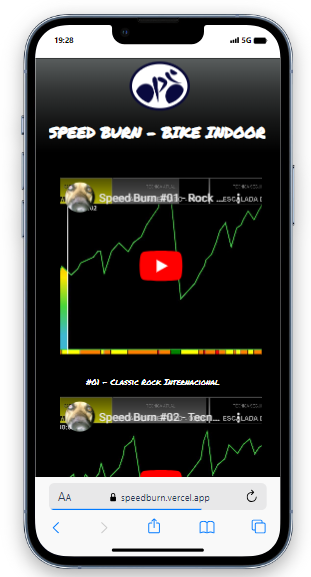 19:28
5G
SPEED BURN - BIKE INDOOR
Speed Burn #01 - Rock ...
ESCALADA D
#01 - Classic Rock Internacional
Speed Burn #02 - Tecn...
ESCALADA D
AA
speedburn.vercel.app